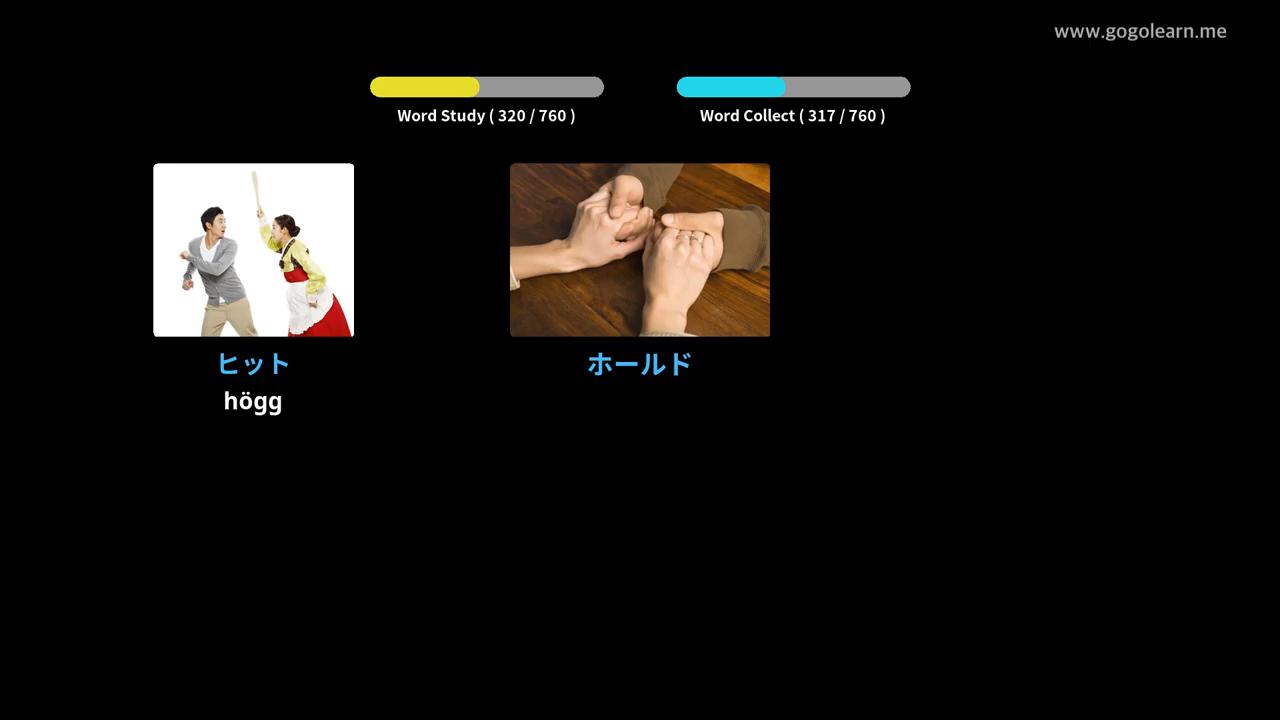 www.gogolearn.me
Word Study ( 320 / 760 )
Word Collect ( 317 / 760 )
ヒット
högg
ホールド